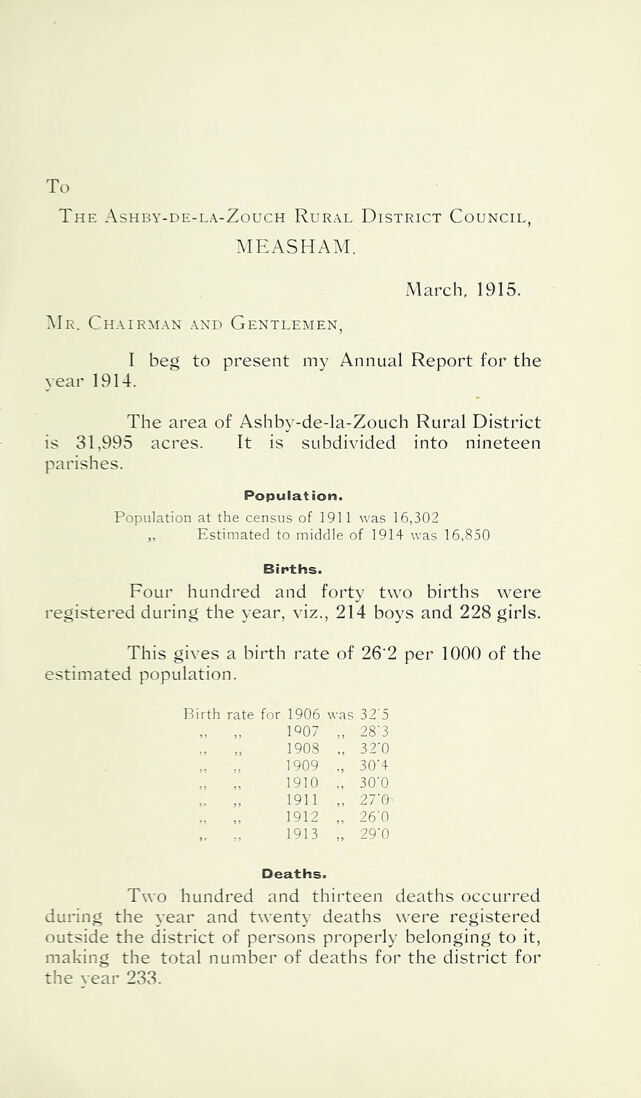 To
The Ashby-de-la-Zouch Rural District Council,
MEASHAM.
March, 1915.
Mr. Chairman and Gentlemen,
I beg to present my Annual Report for the
year 1914.
The area of Ashby-de-la-Zouch Rural District
is 31,995 acres. It is subdivided into nineteen
parishes.
Population.
Population at the census of 1911 was 16,302
„ Estimated to middle of 1914 was 16,850
Births.
Four hundred and forty two births were
registered during the year, viz., 214 boys and 228 girls.
This gives a birth rate of 26·2 per 1000 of the
estimated population.
Birth rate for 1906 was 32·5
„ „ 1907 „ 28·3
„ „ 1908 „ 32·0
„ „ 1909 „ 30·4
„ „ 1910 „ 30·0
„ „ 1911 „ 27·0
„ „ 1912 „ 26·0
„ „ 1913 „ 29·0
Deaths.
Two hundred and thirteen deaths occurred
during the year and twenty deaths were registered
outside the district of persons properly belonging to it,
making the total number of deaths for the district for
the year 233.